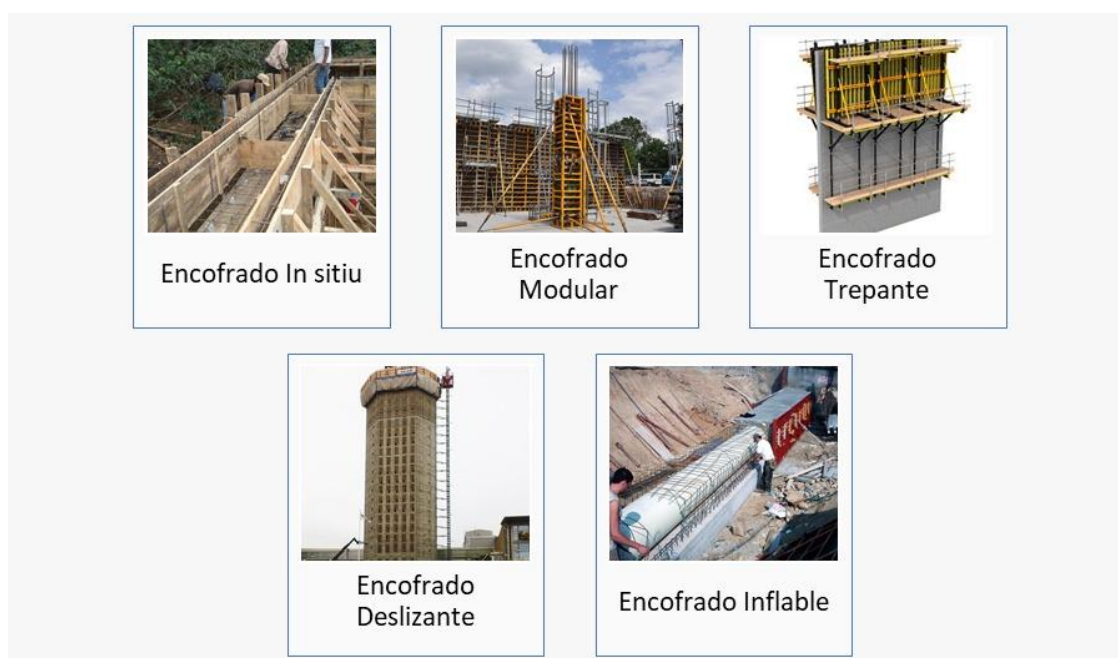 Encofrado In sitiu
Encofrado
Modular
Encofrado
Trepante
Encofrado
Deslizante
Encofrado Inflable